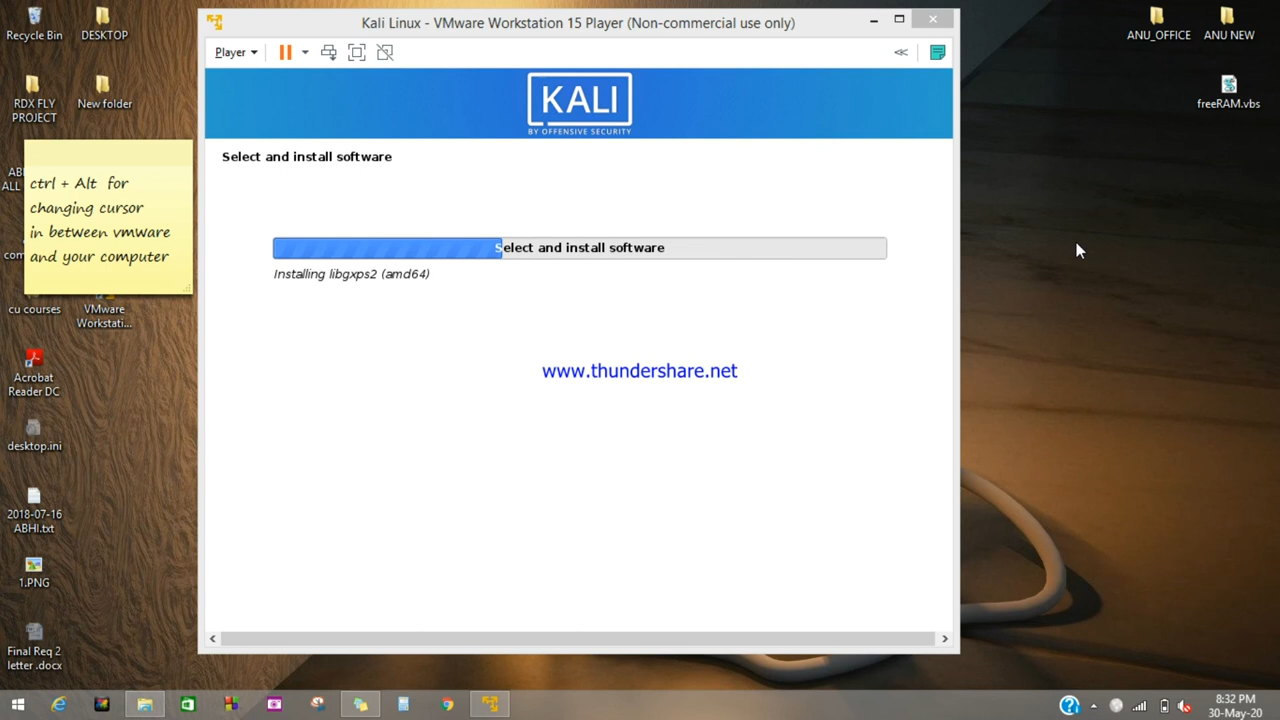 Recycle Bin
DESKTOP
RDX FLY
PROJECT
New folder
ctrl + Alt for
changing cursor
in between vmware
and your computer
cu courses
VMware
Workstati...
Acrobat
Reader DC
desktop.ini
2018-07-16
ABHI.txt
1.PNG
Final Req 2
letter .docx
Kali Linux - VMware Workstation 15 Player (Non-commercial use only)
Player
KALI
BY OFFENSIVE SECURITY
Select and install software
Select and install software
Installing libgxps2 (amd64)
www.thundershare.net
ANU_OFFICE
ANU NEW
freeRAM.vbs
8:32 PM
30-May-20